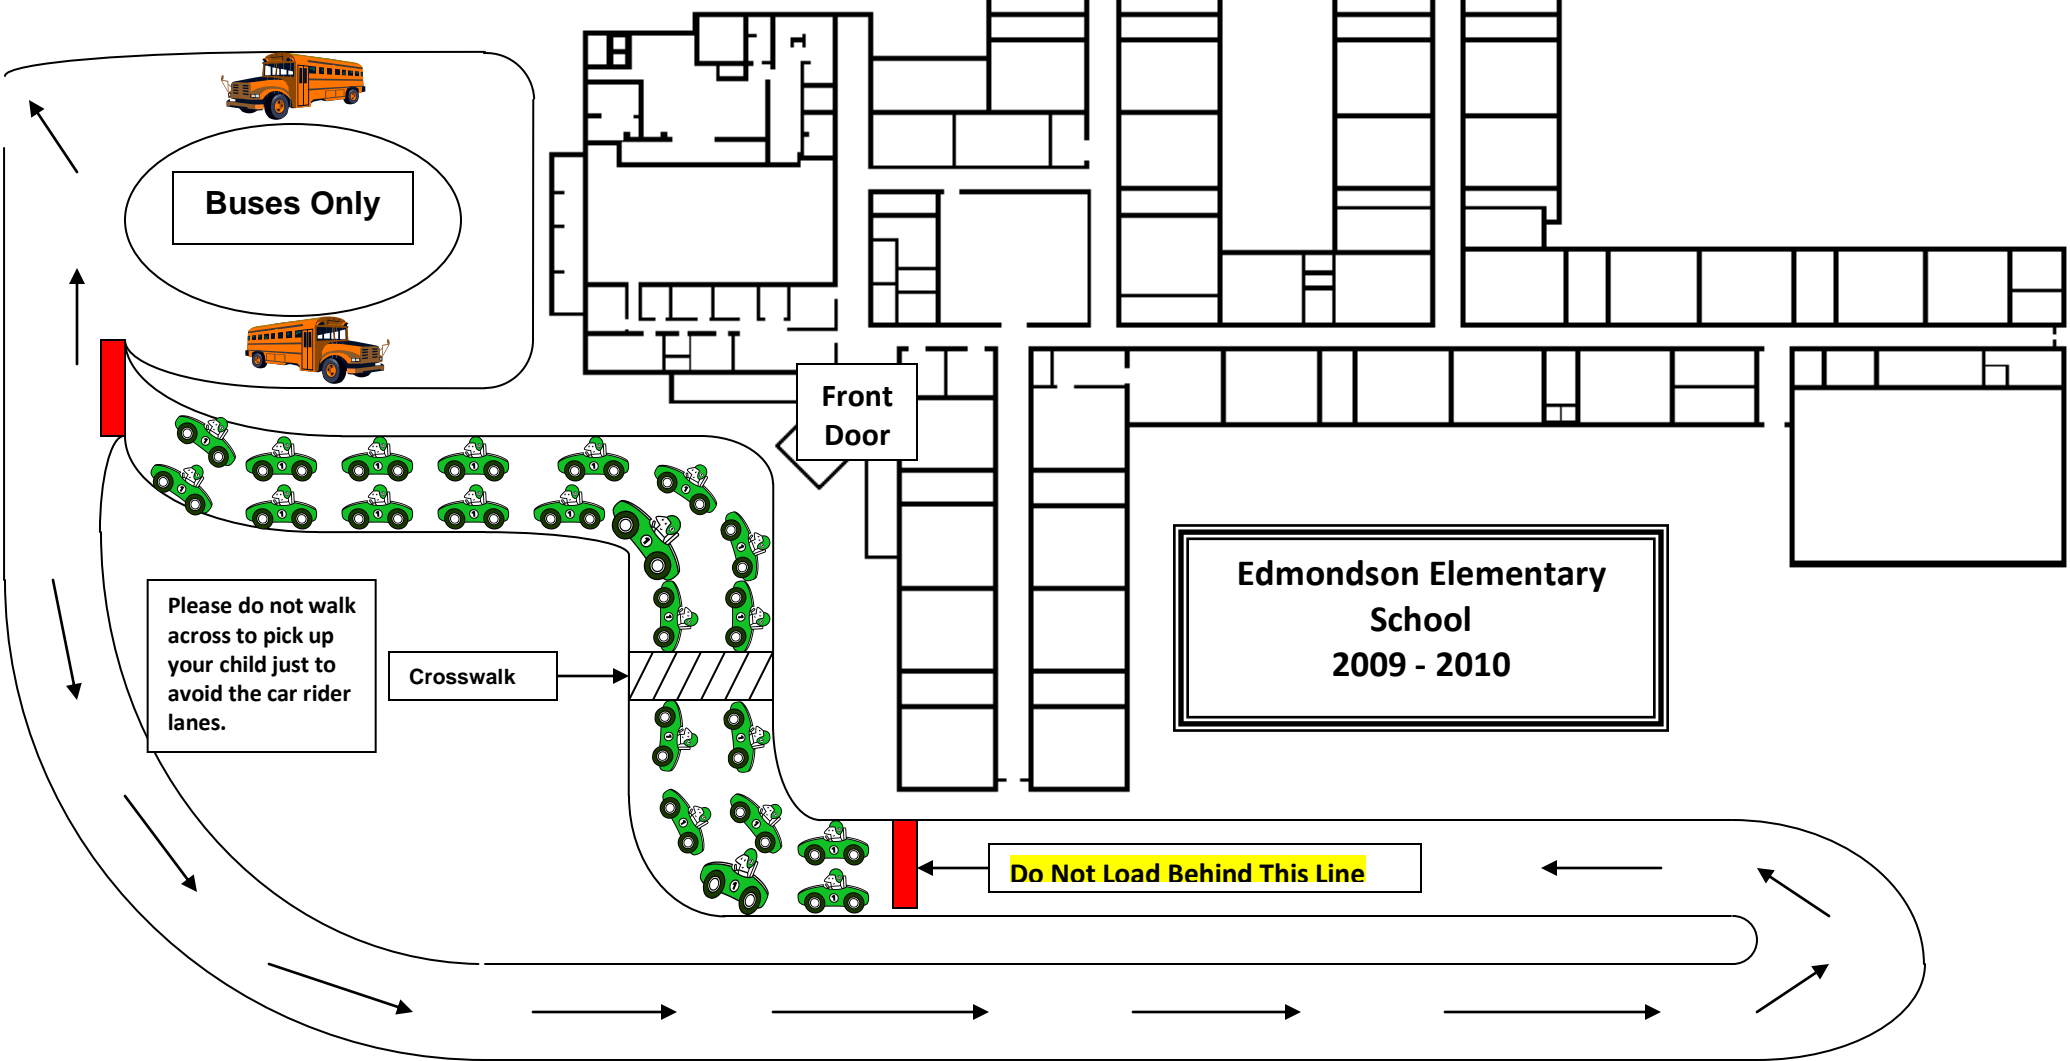 Buses Only
Front
Door
Edmondson Elementary
School
2009 - 2010
Please do not walk
across to pick up
your child just to
avoid the car rider
lanes.
Crosswalk
Do Not Load Behind This Line